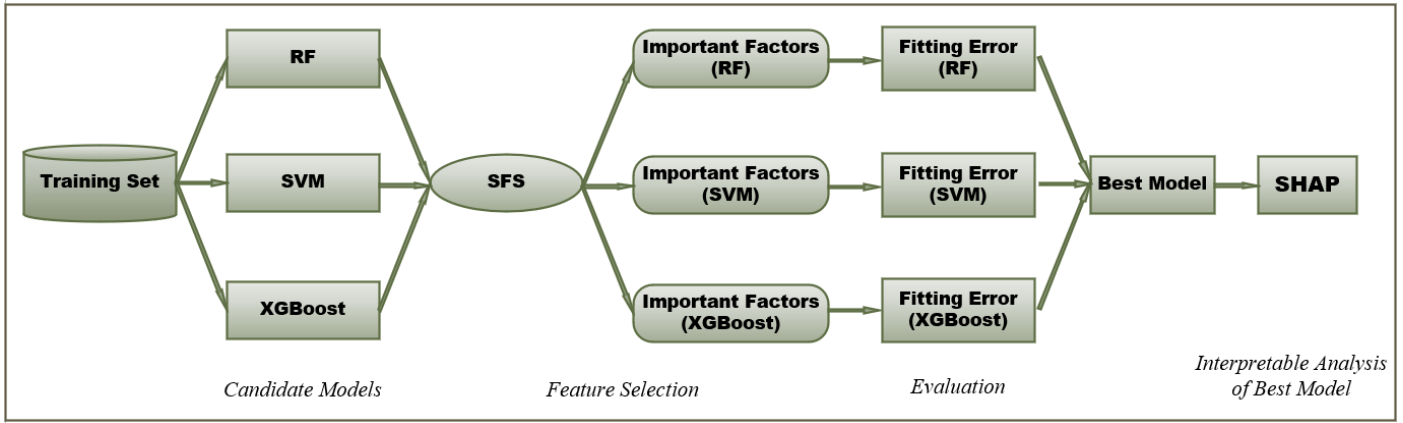 Training Set
RF
SVM
XGBoost
SFS
Important Factors
(RF)
Important Factors
(SVM)
Important Factors
(XGBoost)
Fitting Error
(RF)
Fitting Error
(SVM)
Fitting Error
(XGBoost)
Best Model
SHAP
Candidate Models
Feature Selection
Evaluation
Interpretable Analysis
of Best Model